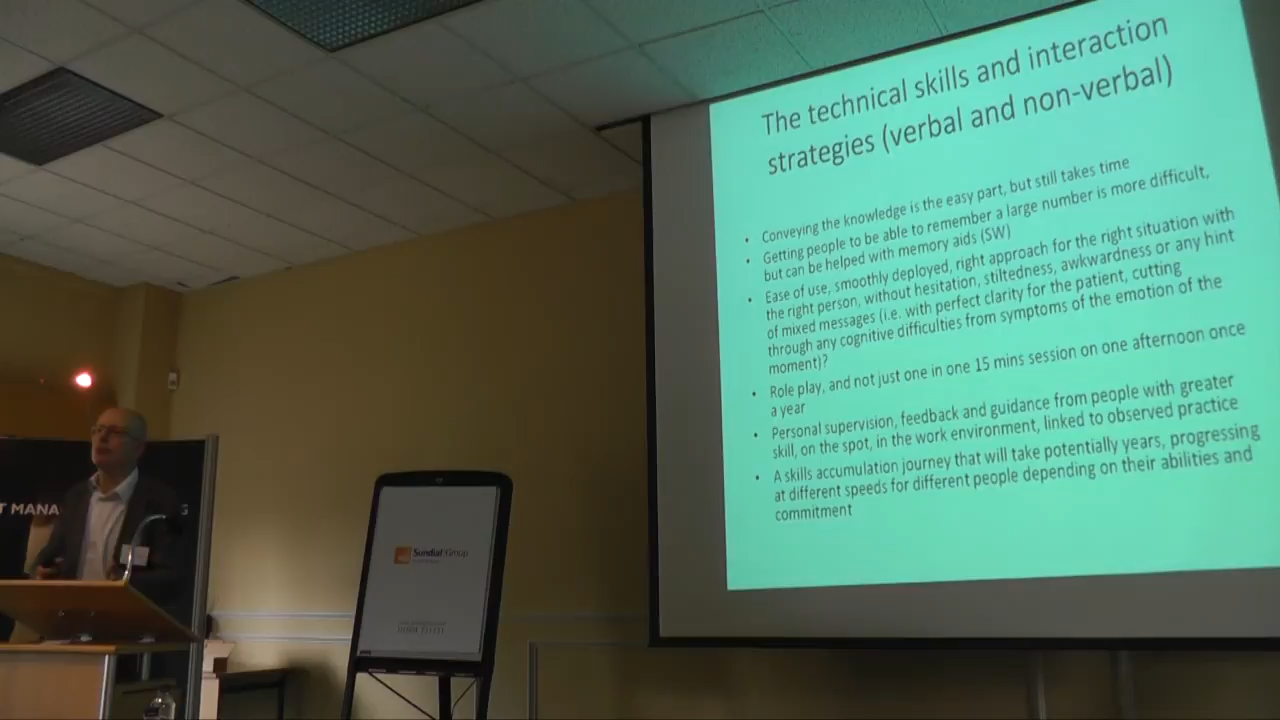 The technical skills and interaction
strategies (verbal and non-verbal)
• Conveying the knowledge is the easy part, but still takes time
• Getting people to be able to remember a large number is more difficult,
but can be helped with memory aids (SW)
• Ease of use, smoothly deployed, right approach for the right situation with
the right person, without hesitation, stiltedness, awkwardness or any hint
of mixed messages (i.e. with perfect clarity for the patient, cutting
through any cognitive difficulties from symptoms of the emotion of the
moment)?
• Role play, and not just one in one 15 mins session on one afternoon once
a year
• Personal supervision, feedback and guidance from people with greater
skill, on the spot, in the work environment, linked to observed practice
• A skills accumulation journey that will take potentially years, progressing
at different speeds for different people depending on their abilities and
commitment
T MANA
Sundial Group